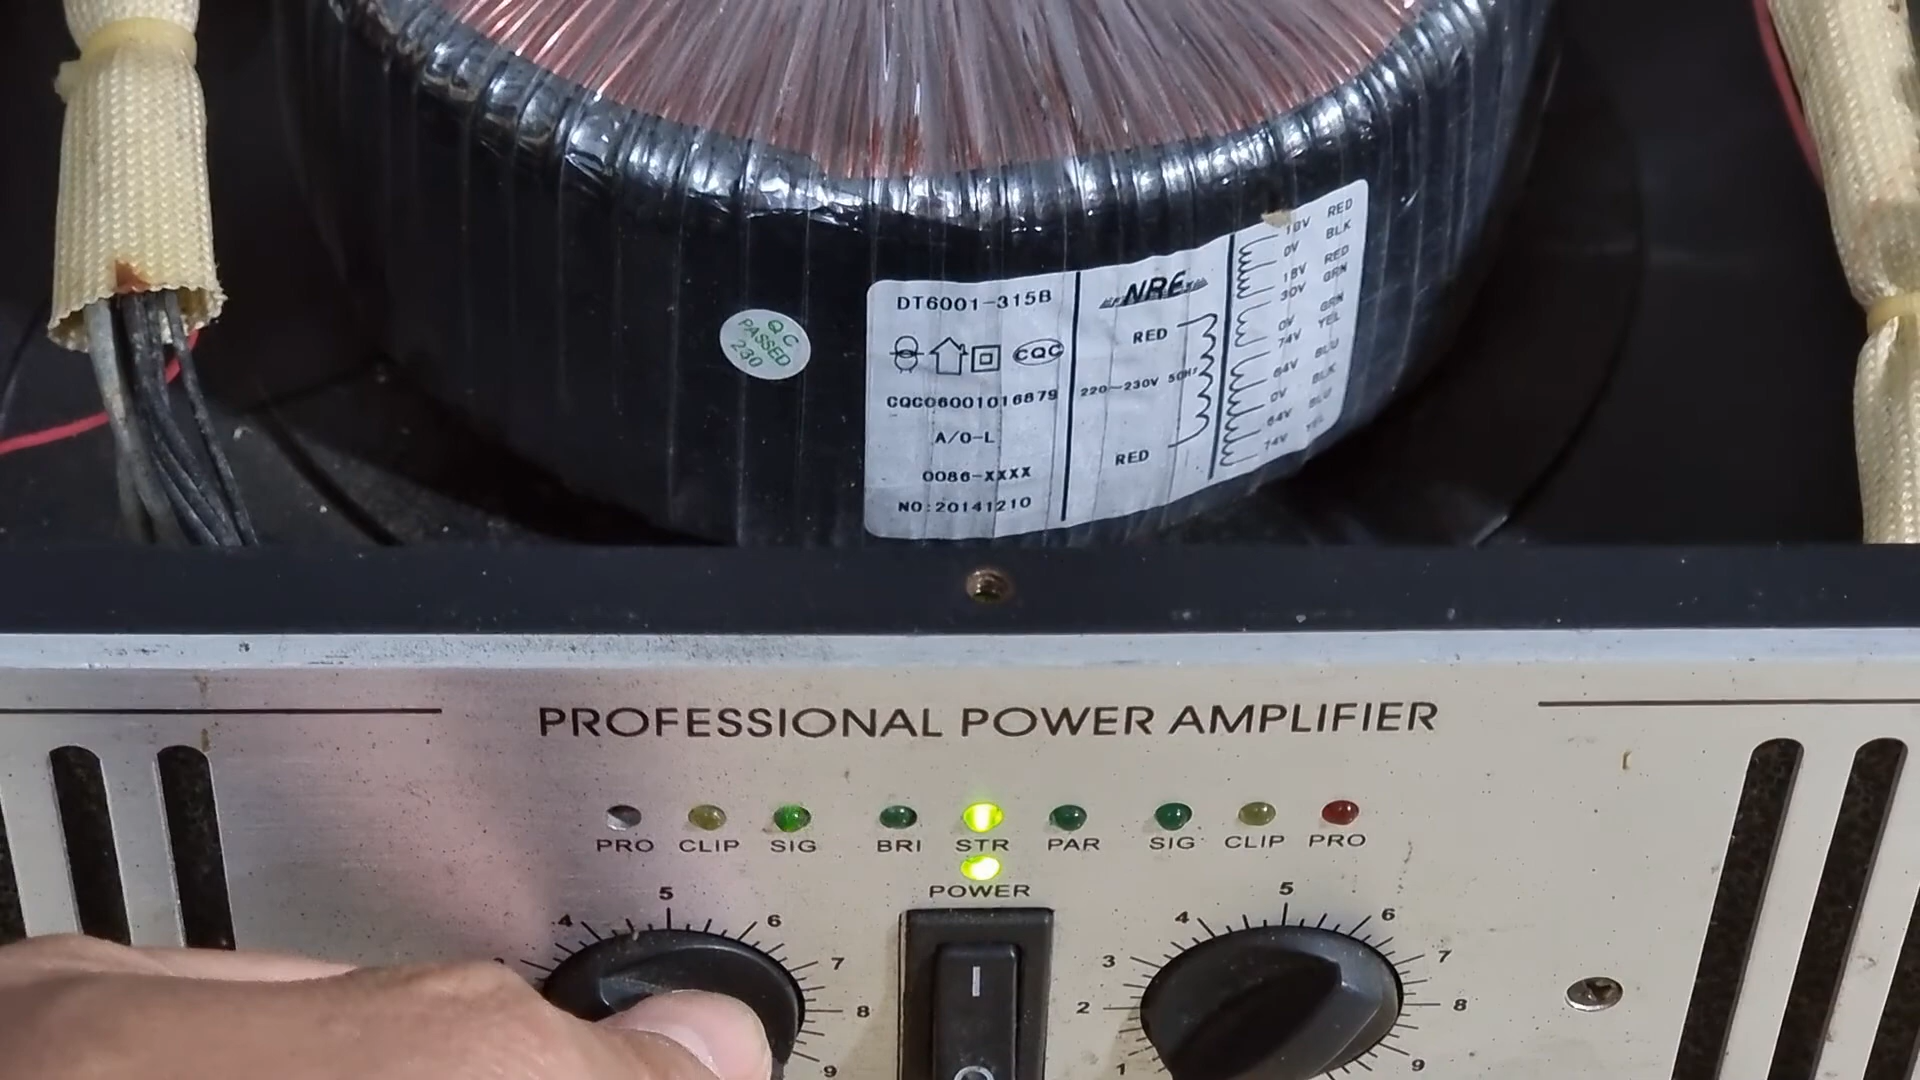 QC
PASSED
230
DT6001-315B
CQC
CQC06001016879
A/0-L
0086-XXXX
NO:20141210
NRE
RED
220~230V 50Hz
RED
18V RED
0V BLK
18V RED
30V GRN
0V GRN
74V YEL
64V BLU
0V BLK
64V BLU
74V YEL
PROFESSIONAL POWER AMPLIFIER
PRO CLIP SIG BRI STR PAR SIG CLIP PRO
POWER
4 5 6 7 8 9
1 2 3 4 5 6 7 8 9